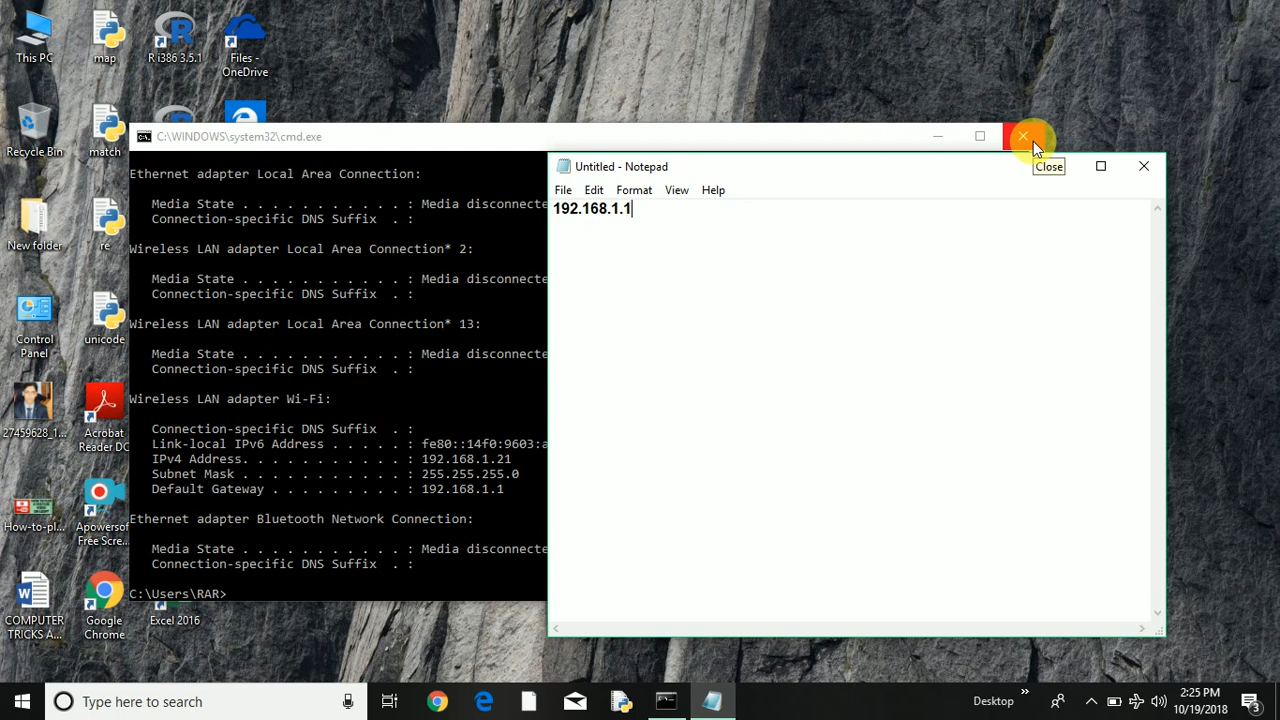 This PC
map
R i386 3.5.1
Files -
OneDrive
Recycle Bin
match
New folder
re
Control
Panel
unicode
27459628_1...
Acrobat
Reader DC
How-to-pl...
Apowersof
Free Scre...
COMPUTER
TRICKS A...
Google
Chrome
Excel 2016
C:\WINDOWS\system32\cmd.exe
Close
Ethernet adapter Local Area Connection:
Media State . . . . . . . . . . . : Media disconnecte
Connection-specific DNS Suffix  . :
Wireless LAN adapter Local Area Connection* 2:
Media State . . . . . . . . . . . : Media disconnecte
Connection-specific DNS Suffix  . :
Wireless LAN adapter Local Area Connection* 13:
Media State . . . . . . . . . . . : Media disconnecte
Connection-specific DNS Suffix  . :
Wireless LAN adapter Wi-Fi:
Connection-specific DNS Suffix  . :
Link-local IPv6 Address . . . . . : fe80::14f0:9603:a
IPv4 Address. . . . . . . . . . . : 192.168.1.21
Subnet Mask . . . . . . . . . . . : 255.255.255.0
Default Gateway . . . . . . . . . : 192.168.1.1
Ethernet adapter Bluetooth Network Connection:
Media State . . . . . . . . . . . : Media disconnecte
Connection-specific DNS Suffix  . :
C:\Users\RAR>
Untitled - Notepad
File Edit Format View Help
192.168.1.1
Type here to search
Desktop
2:25 PM
10/19/2018
3